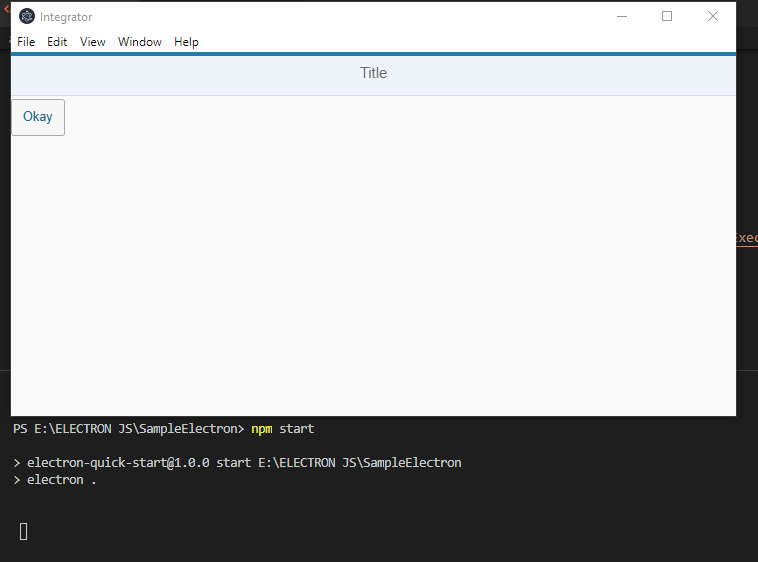 Integrator
File Edit View Window Help
Title
Okay
Exec
PS E:\ELECTRON JS\SampleElectron> npm start
> electron-quick-start@1.0.0 start E:\ELECTRON JS\SampleElectron
> electron .